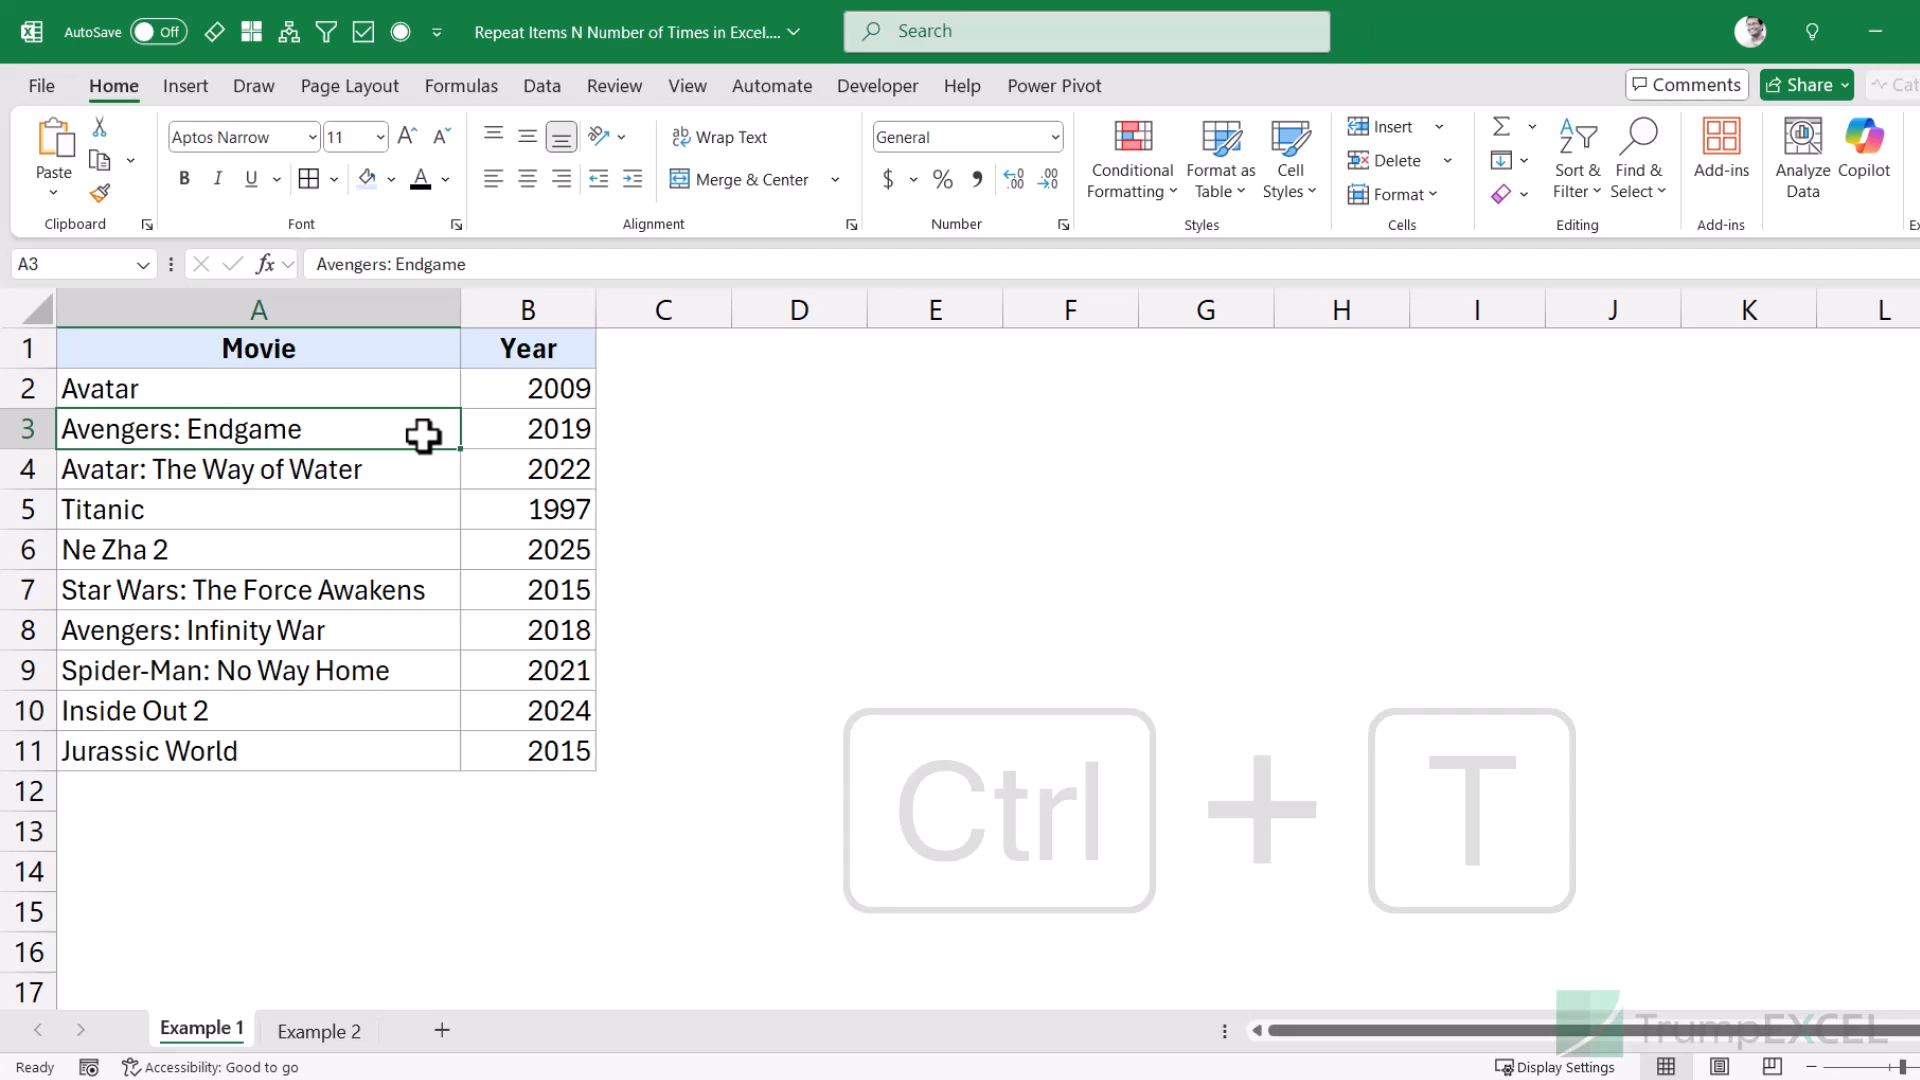 AutoSave Off Repeat Items N Number of Times in Excel.... Search
File Home Insert Draw Page Layout Formulas Data Review View Automate Developer Help Power Pivot Comments Share
Paste
Clipboard
Aptos Narrow 11
B I U A
Font
Wrap Text
Merge & Center
Alignment
General
$ % 9
Number
Conditional Formatting
Format as Table
Cell Styles
Styles
Insert
Delete
Format
Cells
Sort & Filter
Find & Select
Editing
Add-ins
Add-ins
Analyze Data
Copilot
A3 fx Avengers: Endgame
A B C D E F G H I J K L
1 Movie Year
2 Avatar 2009
3 Avengers: Endgame 2019
4 Avatar: The Way of Water 2022
5 Titanic 1997
6 Ne Zha 2 2025
7 Star Wars: The Force Awakens 2015
8 Avengers: Infinity War 2018
9 Spider-Man: No Way Home 2021
10 Inside Out 2 2024
11 Jurassic World 2015
12
13
14
15
16
17
Ctrl + T
Example 1 Example 2
TrumpEXCEL
Ready Accessibility: Good to go Display Settings